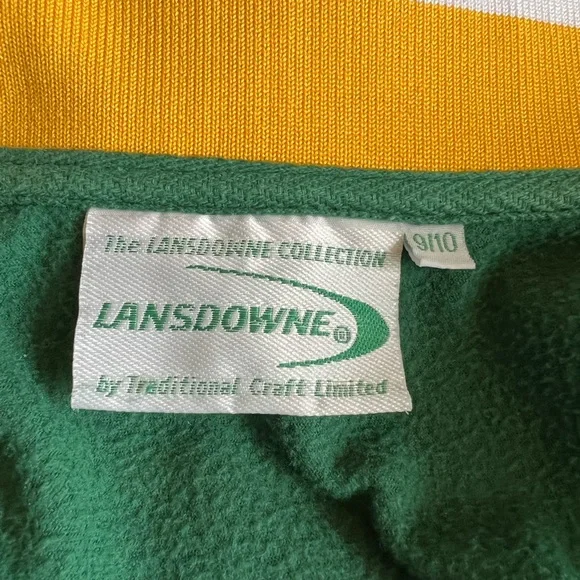 The LANSDOWNE COLLECTION
9/10
LANSDOWNE®
by Traditional Craft Limited